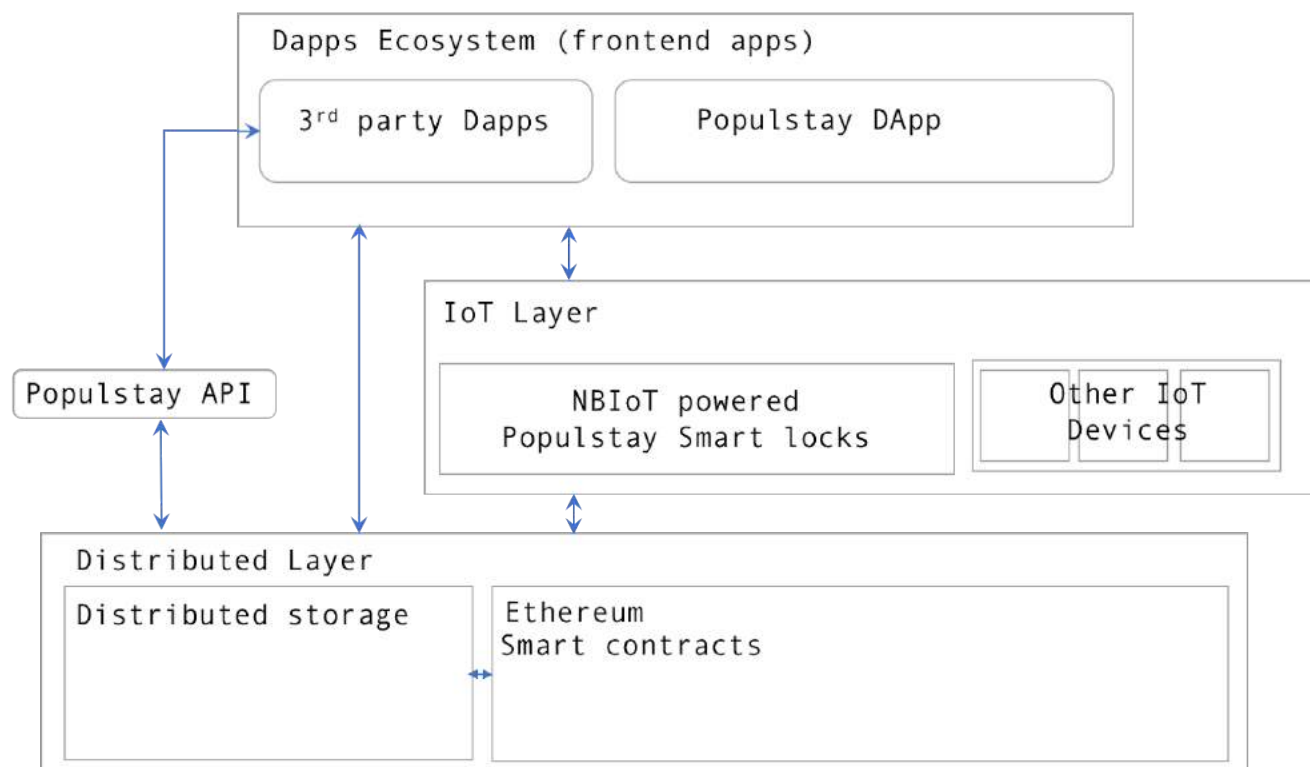 Dapps Ecosystem (frontend apps)
3rd party Dapps
Populstay DApp
IoT Layer
Populstay API
NBIoT powered
Populstay Smart locks
Other IoT
Devices
Distributed Layer
Distributed storage
Ethereum
Smart contracts